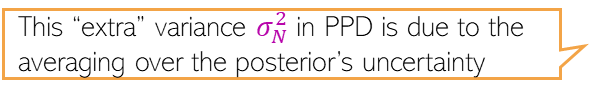 This “extra” variance σ_N^2 in PPD is due to the
averaging over the posterior’s uncertainty